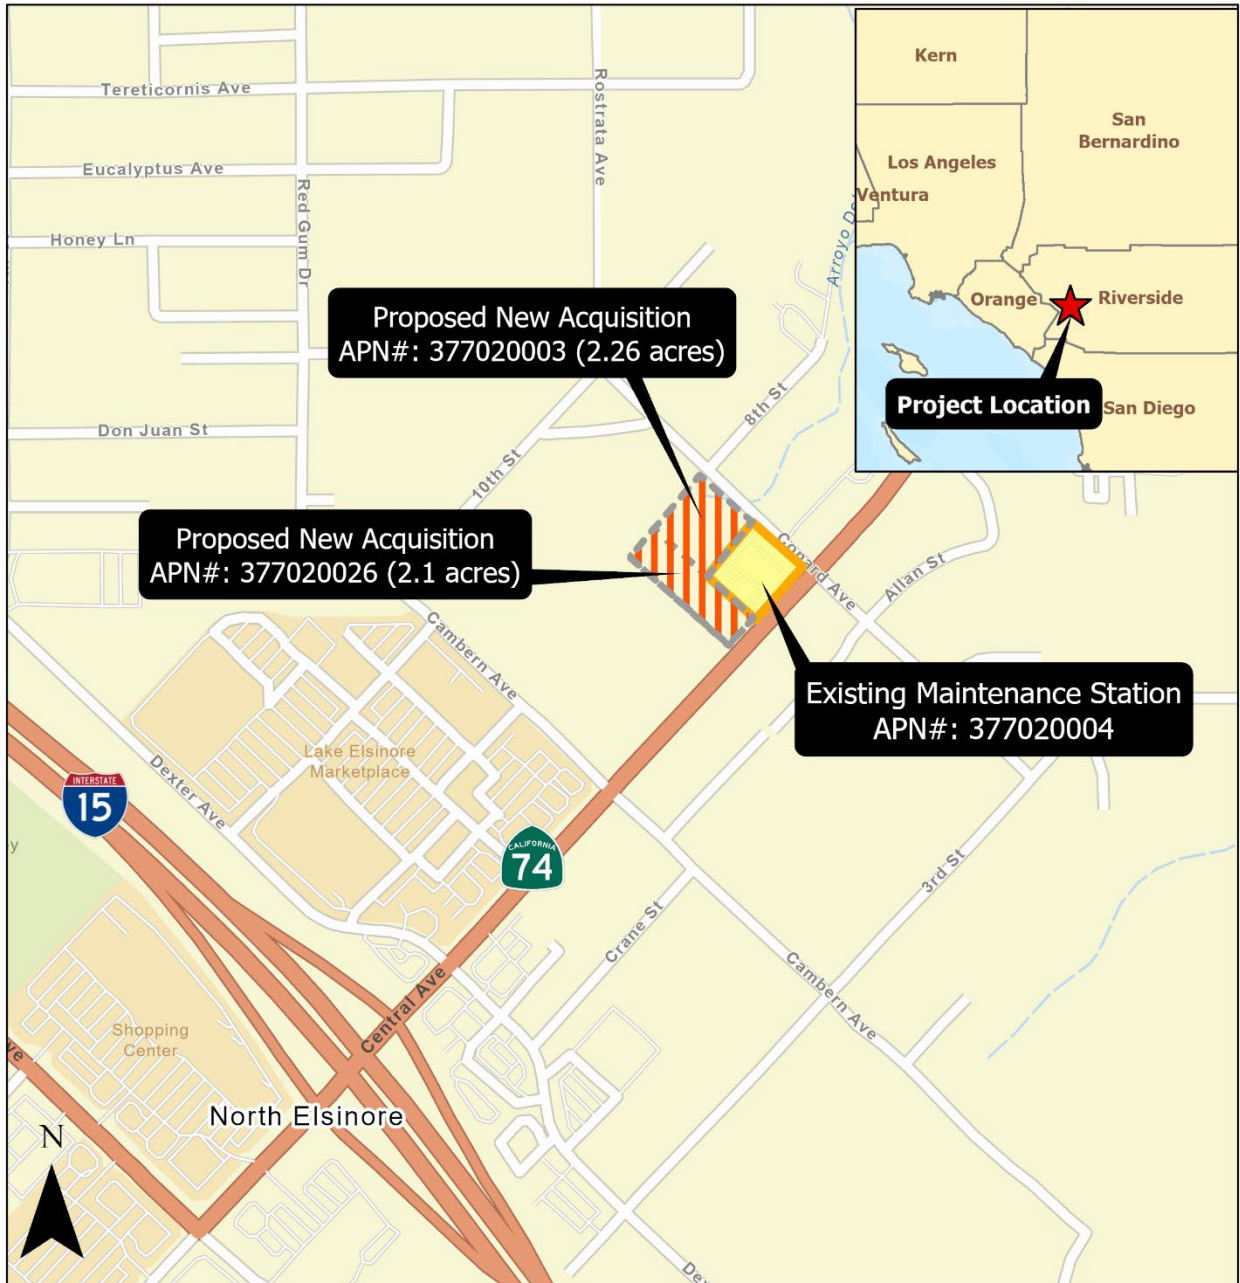 Kern
San
Bernardino
Los Angeles
Ventura
Orange
Riverside
Project Location
San Diego
Tereticornis Ave
Rostrata Ave
Eucalyptus Ave
Red Gum Dr
Honey Ln
Arroyo Del
Proposed New Acquisition
APN#: 377020003 (2.26 acres)
8th St
Don Juan St
10th St
Proposed New Acquisition
APN#: 377020026 (2.1 acres)
Conard Ave
Allan St
Cambern Ave
Existing Maintenance Station
APN#: 377020004
Lake Elsinore
Marketplace
Dexter Ave
INTERSTATE
15
CALIFORNIA
74
3rd St
Crane St
Cambern Ave
Central Ave
Shopping
Center
North Elsinore
N